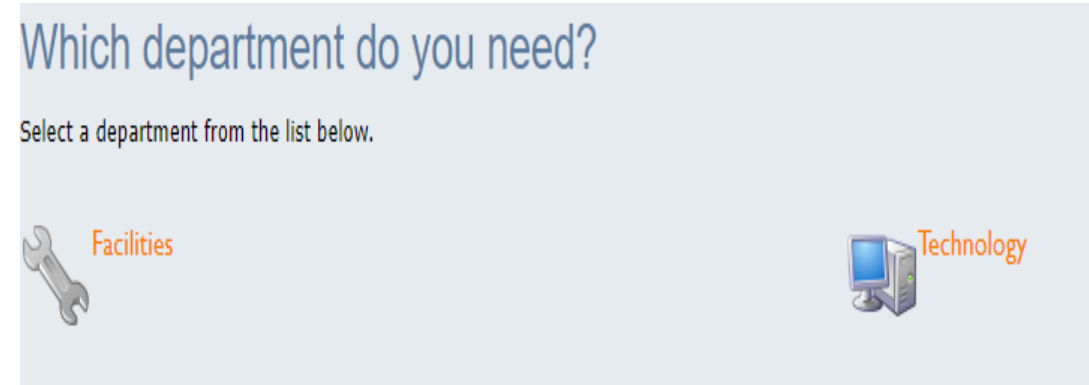 Which department do you need?
Select a department from the list below.
Facilities
Technology